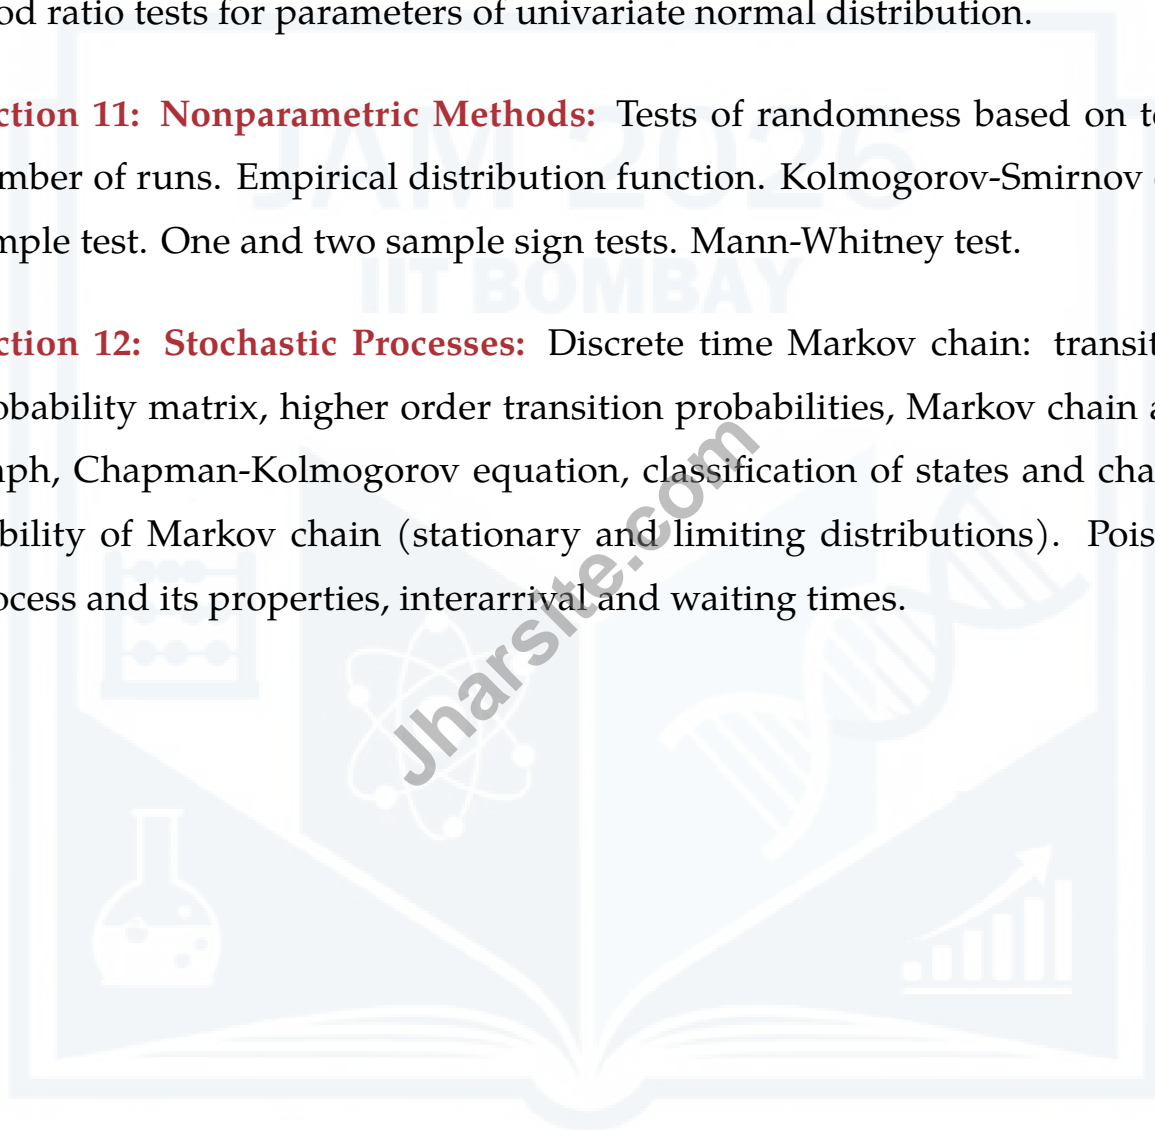 od ratio tests for parameters of univariate normal distribution.
ction 11: Nonparametric Methods: Tests of randomness based on to
mber of runs. Empirical distribution function. Kolmogorov-Smirnov
mple test. One and two sample sign tests. Mann-Whitney test.
ction 12: Stochastic Processes: Discrete time Markov chain: transit
obability matrix, higher order transition probabilities, Markov chain a
aph, Chapman-Kolmogorov equation, classification of states and cha
bility of Markov chain (stationary and limiting distributions). Pois
ocess and its properties, interarrival and waiting times.
JAM 2026
IIT BOMBAY
Jharsite.com